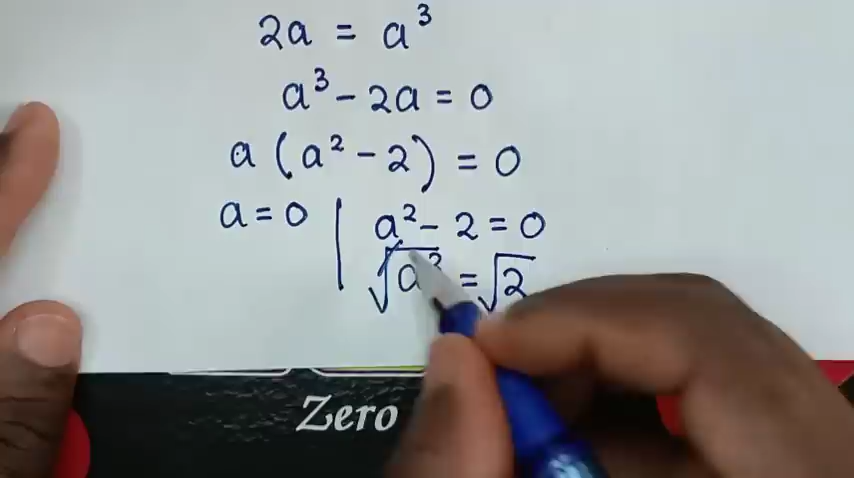 2a = a³
a³ - 2a = 0
a (a² - 2) = 0
a = 0 | a² - 2 = 0
√a² = √2
Zero